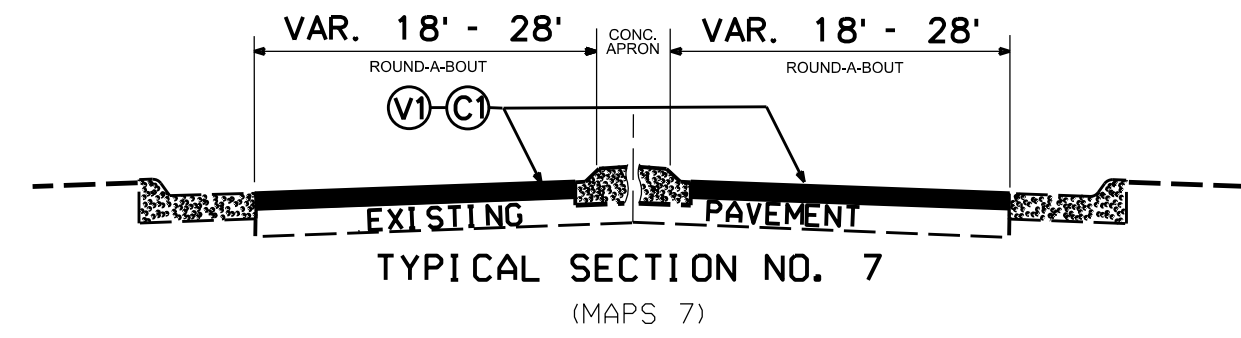 VAR. 18' - 28'
CONC.
APRON
VAR. 18' - 28'
ROUND-A-BOUT
ROUND-A-BOUT
V1 C1
EXISTING PAVEMENT
TYPICAL SECTION NO. 7
(MAPS 7)